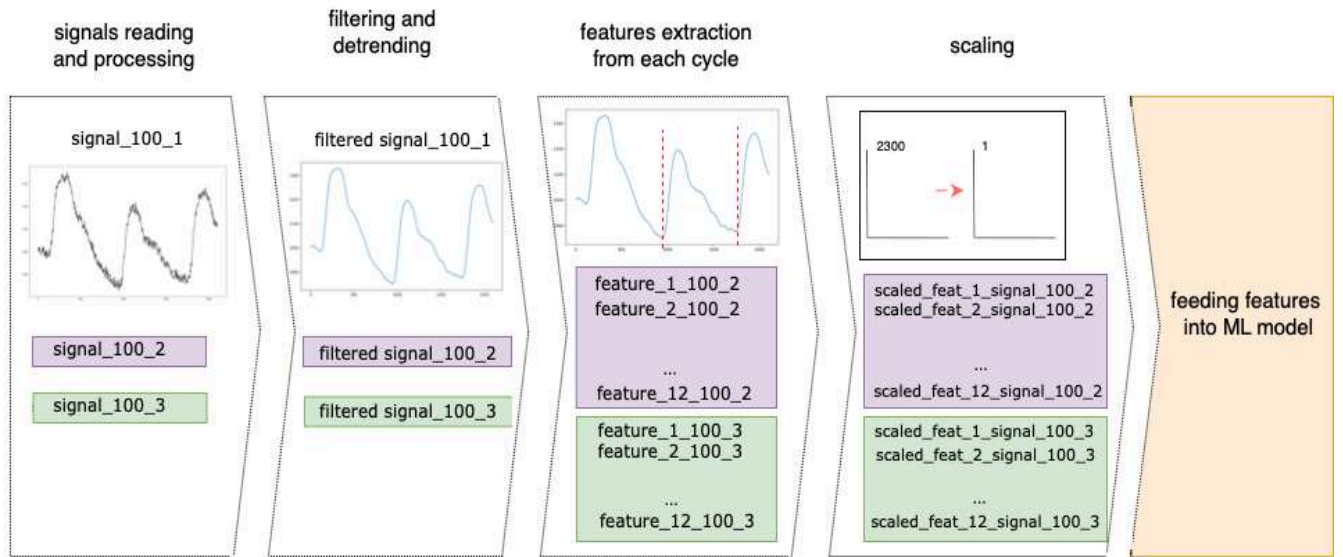 signals reading
and processing
filtering and
detrending
features extraction
from each cycle
scaling
signal_100_1
signal_100_2
signal_100_3
filtered signal_100_1
filtered signal_100_2
filtered signal_100_3
feature_1_100_2
feature_2_100_2
...
feature_12_100_2
feature_1_100_3
feature_2_100_3
...
feature_12_100_3
2300
1
scaled_feat_1_signal_100_2
scaled_feat_2_signal_100_2
...
scaled_feat_12_signal_100_2
scaled_feat_1_signal_100_3
scaled_feat_2_signal_100_3
...
scaled_feat_12_signal_100_3
feeding features
into ML model